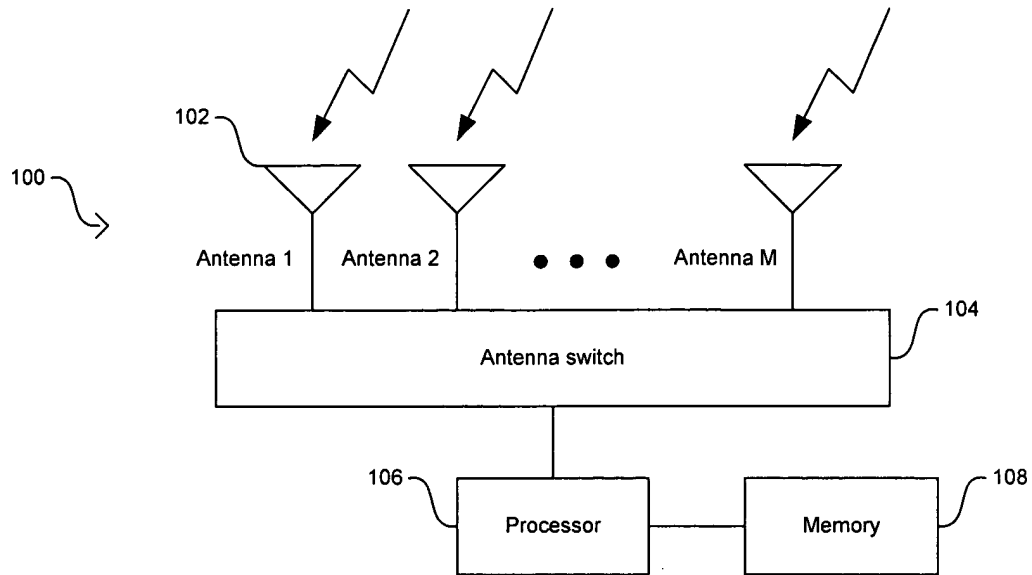 102
100
Antenna 1
Antenna 2
Antenna M
104
Antenna switch
106
108
Processor
Memory